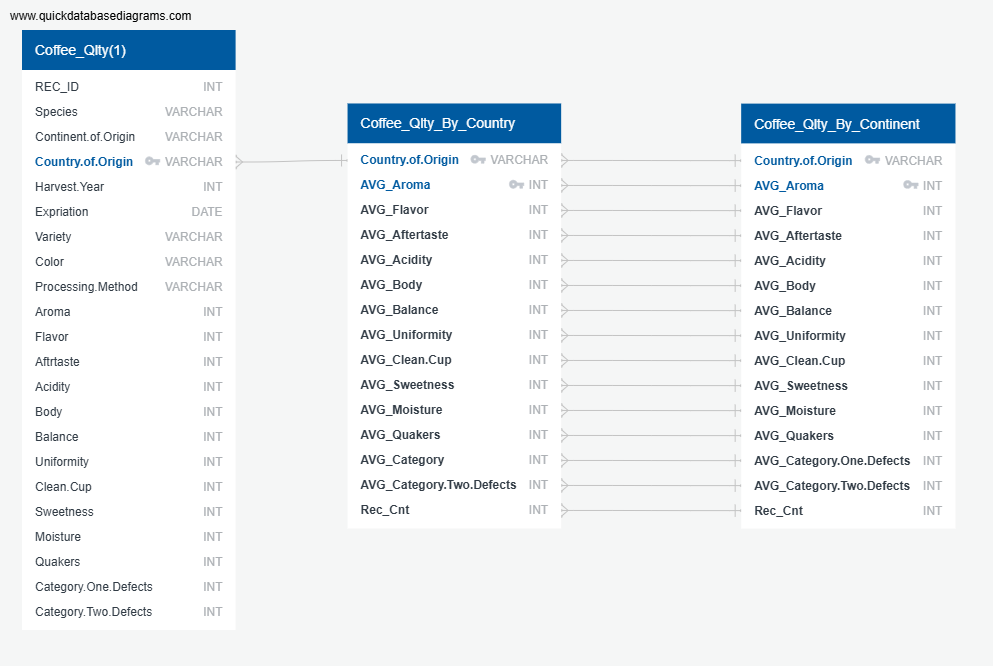 www.quickdatabasediagrams.com
Coffee_Qlty(1)
REC_ID INT
Species VARCHAR
Continent.of.Origin VARCHAR
Country.of.Origin VARCHAR
Harvest.Year INT
Expriation DATE
Variety VARCHAR
Color VARCHAR
Processing.Method VARCHAR
Aroma INT
Flavor INT
Aftrtaste INT
Acidity INT
Body INT
Balance INT
Uniformity INT
Clean.Cup INT
Sweetness INT
Moisture INT
Quakers INT
Category.One.Defects INT
Category.Two.Defects INT
Coffee_Qlty_By_Country
Country.of.Origin VARCHAR
AVG_Aroma INT
AVG_Flavor INT
AVG_Aftertaste INT
AVG_Acidity INT
AVG_Body INT
AVG_Balance INT
AVG_Uniformity INT
AVG_Clean.Cup INT
AVG_Sweetness INT
AVG_Moisture INT
AVG_Quakers INT
AVG_Category INT
AVG_Category.Two.Defects INT
Rec_Cnt INT
Coffee_Qlty_By_Continent
Country.of.Origin VARCHAR
AVG_Aroma INT
AVG_Flavor INT
AVG_Aftertaste INT
AVG_Acidity INT
AVG_Body INT
AVG_Balance INT
AVG_Uniformity INT
AVG_Clean.Cup INT
AVG_Sweetness INT
AVG_Moisture INT
AVG_Quakers INT
AVG_Category.One.Defects INT
AVG_Category.Two.Defects INT
Rec_Cnt INT